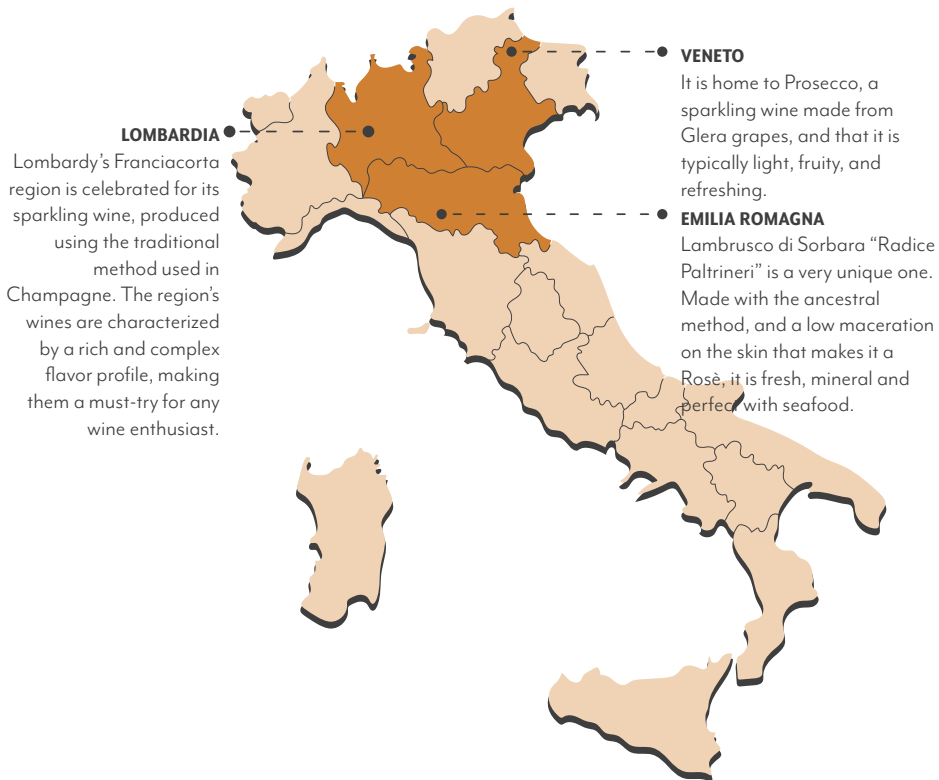 LOMBARDIA
Lombardy's Franciacorta
region is celebrated for its
sparkling wine, produced
using the traditional
method used in
Champagne. The region's
wines are characterized
by a rich and complex
flavor profile, making
them a must-try for any
wine enthusiast.
VENETO
It is home to Prosecco, a
sparkling wine made from
Glera grapes, and that it is
typically light, fruity, and
refreshing.
EMILIA ROMAGNA
Lambrusco di Sorbara “Radice
Paltrineri” is a very unique one.
Made with the ancestral
method, and a low maceration
on the skin that makes it a
Rosè, it is fresh, mineral and
perfect with seafood.